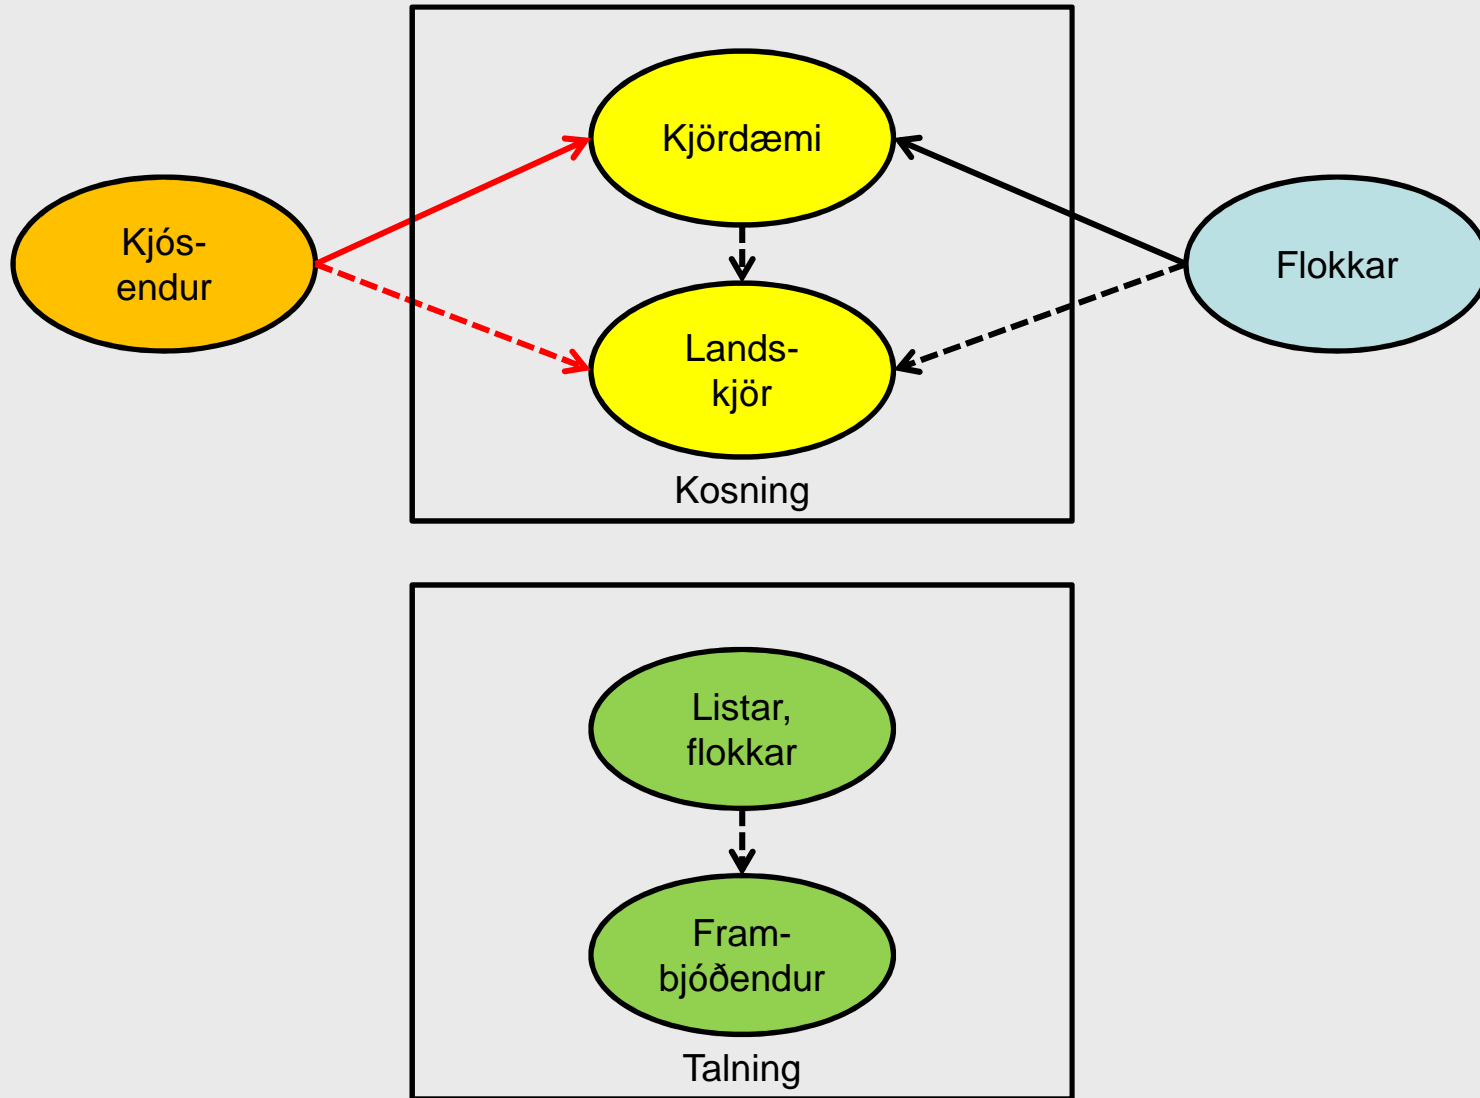 Kjördæmi
Kjós-
endur
Flokkar
Lands-
kjör
Kosning
Listar,
flokkar
Fram-
bjóðendur
Talning